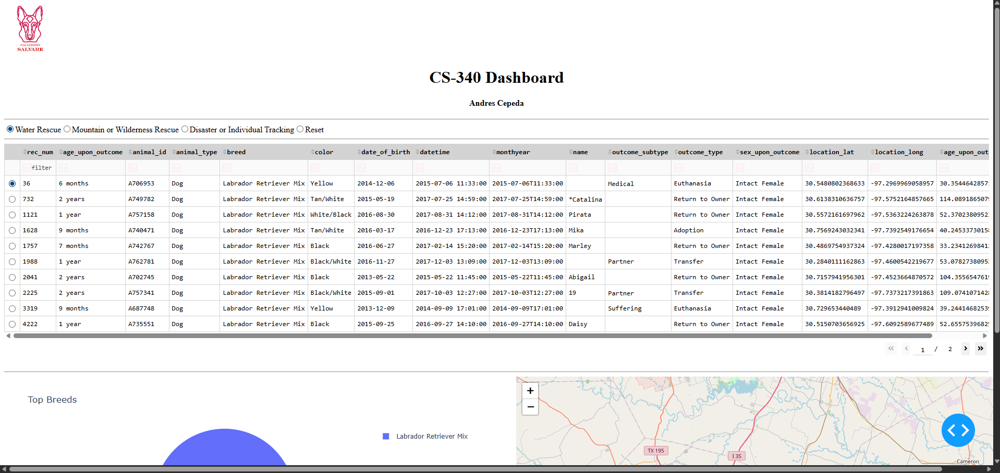 GRAZIOSO
SALVARE
CS-340 Dashboard
Andres Cepeda
Water Rescue Mountain or Wilderness Rescue Disaster or Individual Tracking Reset
rec_num age_upon_outcome animal_id animal_type breed color date_of_birth datetime monthyear name outcome_subtype outcome_type sex_upon_outcome location_lat location_long age_upon_out
Aa filter Aa Aa Aa Aa Aa Aa Aa Aa Aa Aa Aa Aa Aa Aa Aa
36 6 months A706953 Dog Labrador Retriever Mix Yellow 2014-12-06 2015-07-06 11:33:00 2015-07-06T11:33:00 Medical Euthanasia Intact Female 30.5480802368633 -97.2969969058957 30.3544642857
732 2 years A749782 Dog Labrador Retriever Mix Tan/White 2015-05-19 2017-07-25 14:59:00 2017-07-25T14:59:00 *Catalina Return to Owner Intact Female 30.6138310636757 -97.5752164857665 114.089186507
1121 1 year A757158 Dog Labrador Retriever Mix White/Black 2016-08-30 2017-08-31 14:12:00 2017-08-31T14:12:00 Pirata Return to Owner Intact Female 30.5572161697962 -97.5363224263878 52.3702380952
1628 9 months A740471 Dog Labrador Retriever Mix Tan/White 2016-03-17 2016-12-23 17:13:00 2016-12-23T17:13:00 Mika Adoption Intact Female 30.7569243032341 -97.7392549176654 40.2453373015
1757 7 months A742767 Dog Labrador Retriever Mix Black 2016-06-27 2017-02-14 15:20:00 2017-02-14T15:20:00 Marley Return to Owner Intact Female 30.4869754937324 -97.4280017197358 33.2341269841
1988 1 year A762781 Dog Labrador Retriever Mix Black/White 2016-11-27 2017-12-03 13:09:00 2017-12-03T13:09:00 Partner Transfer Intact Female 30.2840111162863 -97.4600542219677 53.0782738095
2041 2 years A702745 Dog Labrador Retriever Mix Black 2013-05-22 2015-05-22 11:45:00 2015-05-22T11:45:00 Abigail Return to Owner Intact Female 30.7157941956301 -97.4523664870572 104.355654761
2225 2 years A757341 Dog Labrador Retriever Mix Black/White 2015-09-01 2017-10-03 12:27:00 2017-10-03T12:27:00 19 Partner Transfer Intact Female 30.3814182796497 -97.7373217391863 109.074107142
3319 9 months A687748 Dog Labrador Retriever Mix Yellow 2013-12-09 2014-09-09 17:01:00 2014-09-09T17:01:00 Suffering Euthanasia Intact Female 30.729653440489 -97.3912941009824 39.2441468253
4222 1 year A735551 Dog Labrador Retriever Mix Black 2015-09-25 2016-09-27 14:10:00 2016-09-27T14:10:00 Daisy Return to Owner Intact Female 30.5150703656925 -97.6092589677489 52.6557539682
1 / 2
Top Breeds
Labrador Retriever Mix
+
−
TX 195
I 35
Cameron